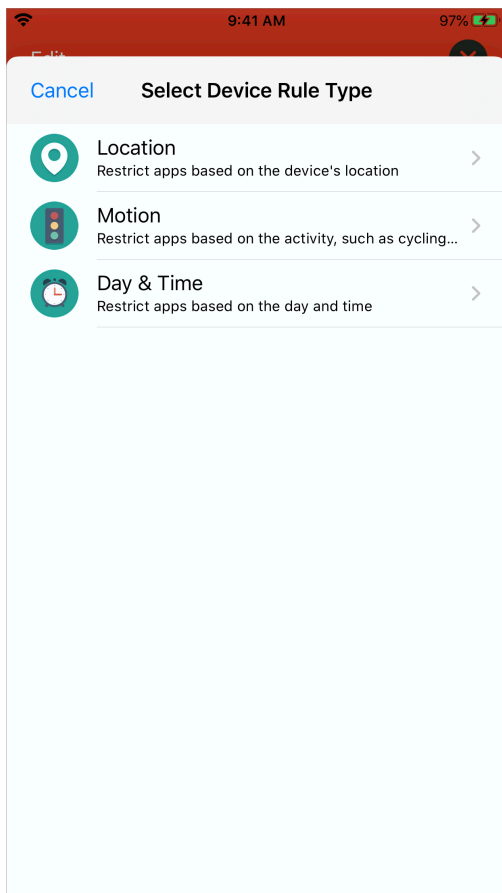 9:41 AM
97%
Edit
Cancel
Select Device Rule Type
Location
Restrict apps based on the device's location
Motion
Restrict apps based on the activity, such as cycling...
Day & Time
Restrict apps based on the day and time